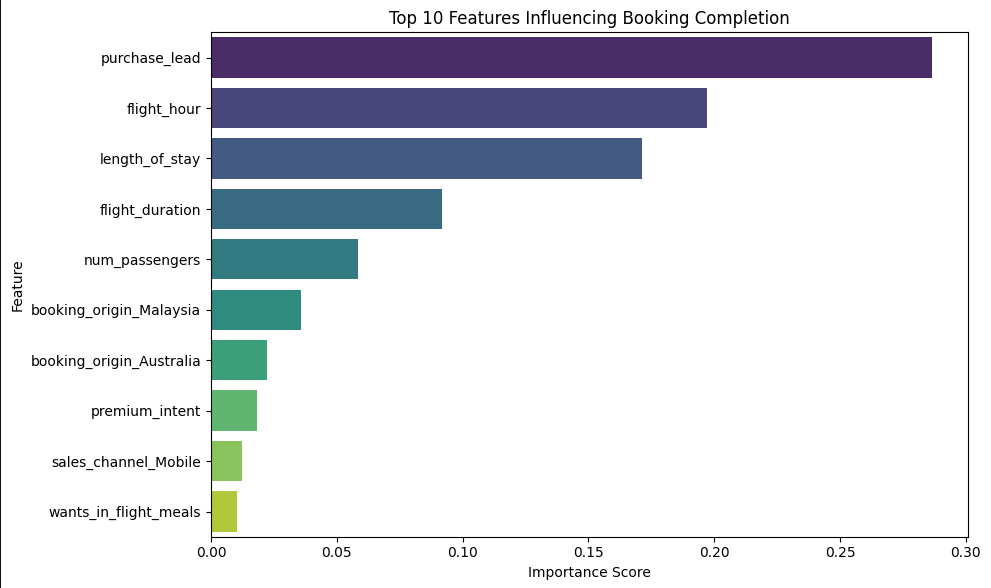 Top 10 Features Influencing Booking Completion
purchase_lead
flight_hour
length_of_stay
flight_duration
num_passengers
booking_origin_Malaysia
booking_origin_Australia
premium_intent
sales_channel_Mobile
wants_in_flight_meals
Feature
0.00 0.05 0.10 0.15 0.20 0.25 0.30
Importance Score